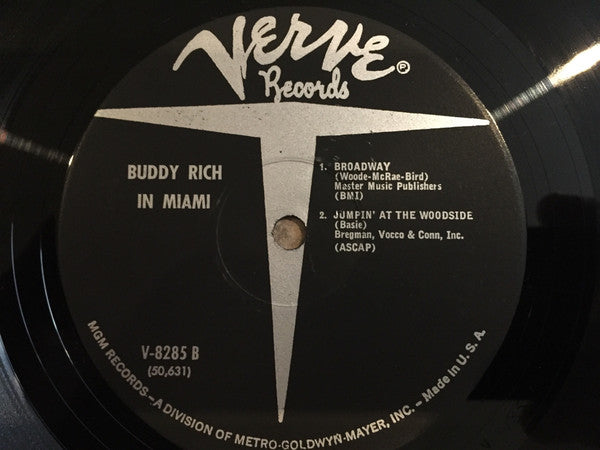 Verve
Records ℗
BUDDY RICH
IN MIAMI
1. BROADWAY
(Woode-McRae-Bird)
Master Music Publishers
(BMI)
2. JUMPIN' AT THE WOODSIDE
(Basie)
Bregman, Vocco & Conn, Inc.
(ASCAP)
V-8285 B
(50,631)
MGM RECORDS—A DIVISION OF METRO-GOLDWYN-MAYER, INC. – Made in U. S. A.